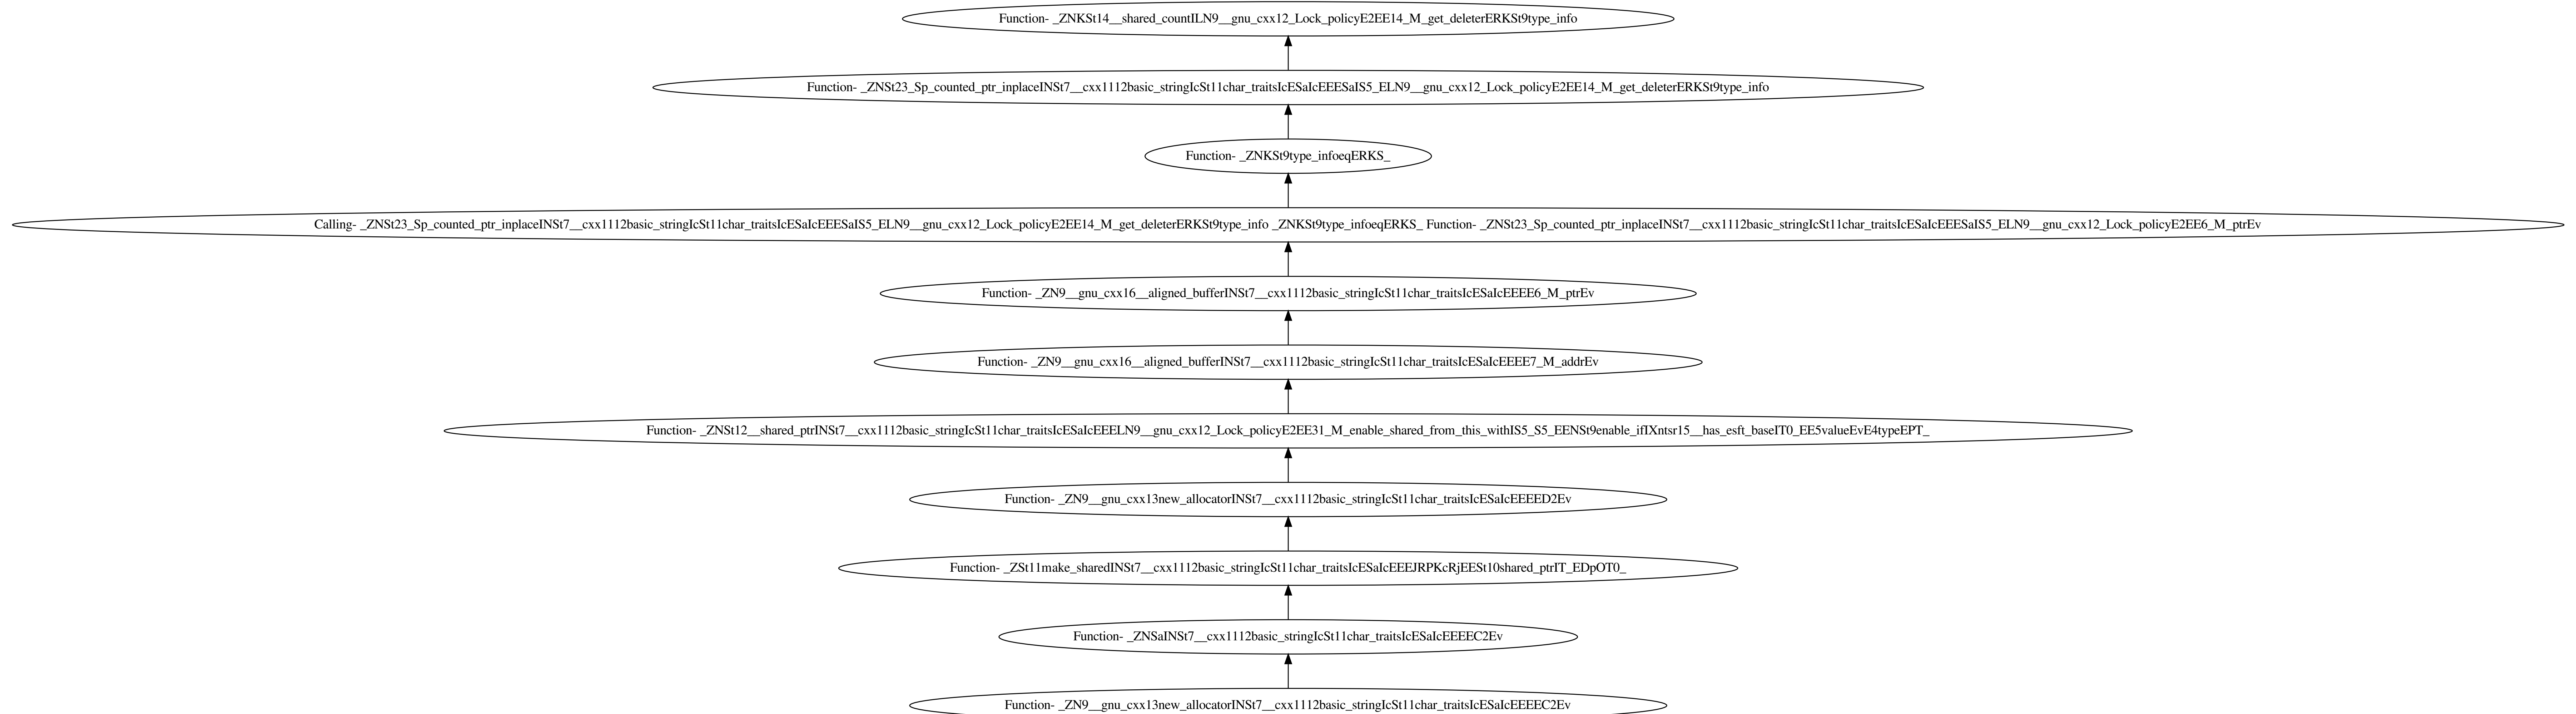 Function- _ZNKSt14__shared_countILN9__gnu_cxx12_Lock_policyE2EE14_M_get_deleterERKSt9type_info
Function- _ZNSt23_Sp_counted_ptr_inplaceINSt7__cxx1112basic_stringIcSt11char_traitsIcESaIcEEESaIS5_ELN9__gnu_cxx12_Lock_policyE2EE14_M_get_deleterERKSt9type_info
Function- _ZNKSt9type_infoeqERKS_
Calling- _ZNSt23_Sp_counted_ptr_inplaceINSt7__cxx1112basic_stringIcSt11char_traitsIcESaIcEEESaIS5_ELN9__gnu_cxx12_Lock_policyE2EE14_M_get_deleterERKSt9type_info _ZNKSt9type_infoeqERKS_ Function- _ZNSt23_Sp_counted_ptr_inplaceINSt7__cxx1112basic_stringIcSt11char_traitsIcESaIcEEESaIS5_ELN9__gnu_cxx12_Lock_policyE2EE6_M_ptrEv
Function- _ZN9__gnu_cxx16__aligned_bufferINSt7__cxx1112basic_stringIcSt11char_traitsIcESaIcEEEE6_M_ptrEv
Function- _ZN9__gnu_cxx16__aligned_bufferINSt7__cxx1112basic_stringIcSt11char_traitsIcESaIcEEEE7_M_addrEv
Function- _ZNSt12__shared_ptrINSt7__cxx1112basic_stringIcSt11char_traitsIcESaIcEEELN9__gnu_cxx12_Lock_policyE2EE31_M_enable_shared_from_this_withIS5_S5_EENSt9enable_ifIXntsr15__has_esft_baseIT0_EE5valueEvE4typeEPT_
Function- _ZN9__gnu_cxx13new_allocatorINSt7__cxx1112basic_stringIcSt11char_traitsIcESaIcEEEED2Ev
Function- _ZSt11make_sharedINSt7__cxx1112basic_stringIcSt11char_traitsIcESaIcEEEJRPKcRjEESt10shared_ptrIT_EDpOT0_
Function- _ZNSaINSt7__cxx1112basic_stringIcSt11char_traitsIcESaIcEEEEC2Ev
Function- _ZN9__gnu_cxx13new_allocatorINSt7__cxx1112basic_stringIcSt11char_traitsIcESaIcEEEEC2Ev